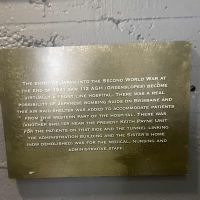 The entry of Japan into the Second World War at
the end of 1941 saw 112 AGH (Greenslopes) become
virtually a front line hospital. There was a real
possibility of Japanese bombing raids on Brisbane and
this air raid shelter was added to accommodate patients
from this western part of the hospital. There was
another shelter near the present Keith Payne Unit
for the patients on that side and the tunnel linking
the administration building and the Sister's home
(now demolished) was for the medical, nursing and
administrative staff.